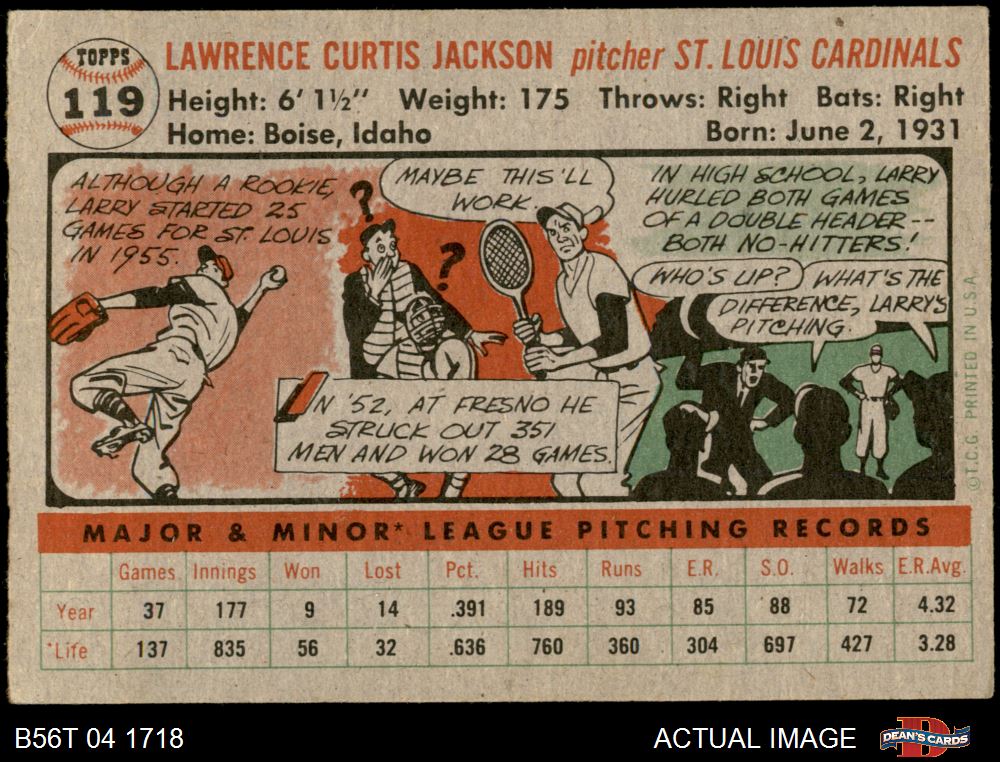 TOPPS
119
LAWRENCE CURTIS JACKSON pitcher ST. LOUIS CARDINALS
Height: 6' 1½" Weight: 175 Throws: Right Bats: Right
Home: Boise, Idaho Born: June 2, 1931
ALTHOUGH A ROOKIE,
LARRY STARTED 25
GAMES FOR ST. LOUIS
IN 1955.
?
?
MAYBE THIS'LL
WORK.
IN '52, AT FRESNO HE
STRUCK OUT 351
MEN AND WON 28 GAMES.
IN HIGH SCHOOL, LARRY
HURLED BOTH GAMES
OF A DOUBLE HEADER--
BOTH NO-HITTERS!
WHO'S UP?
WHAT'S THE
DIFFERENCE, LARRY'S
PITCHING.
© T.C.G. PRINTED IN U.S.A.
MAJOR & MINOR* LEAGUE PITCHING RECORDS
Games Innings Won Lost Pct. Hits Runs E.R. S.O. Walks E.R.Avg.
Year 37 177 9 14 .391 189 93 85 88 72 4.32
*Life 137 835 56 32 .636 760 360 304 697 427 3.28
B56T 04 1718 ACTUAL IMAGE
D
DEAN'S CARDS